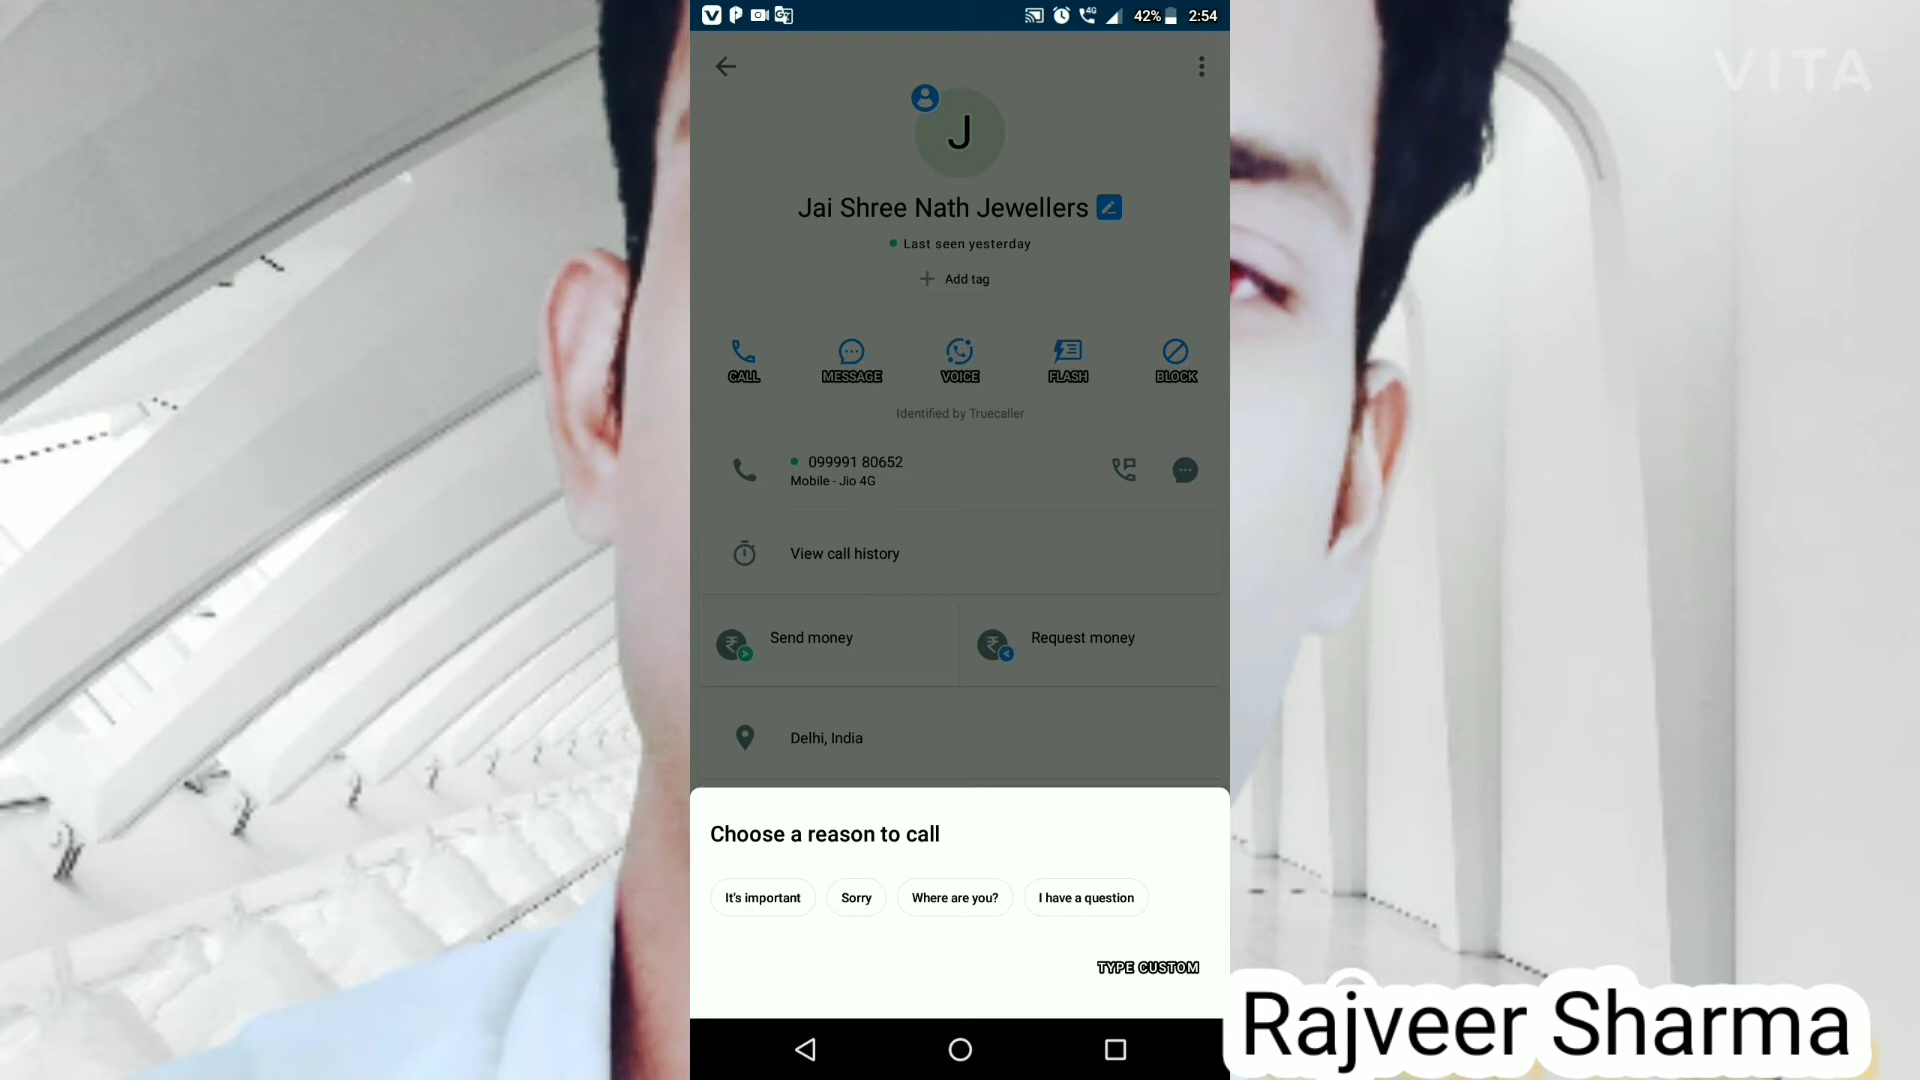 42% 2:54
VITA
J
Jai Shree Nath Jewellers
Last seen yesterday
Add tag
CALL MESSAGE VOICE FLASH BLOCK
Identified by Truecaller
099991 80652
Mobile - Jio 4G
View call history
Send money Request money
Delhi, India
Choose a reason to call
It's important Sorry Where are you? I have a question
TYPE CUSTOM
Rajveer Sharma